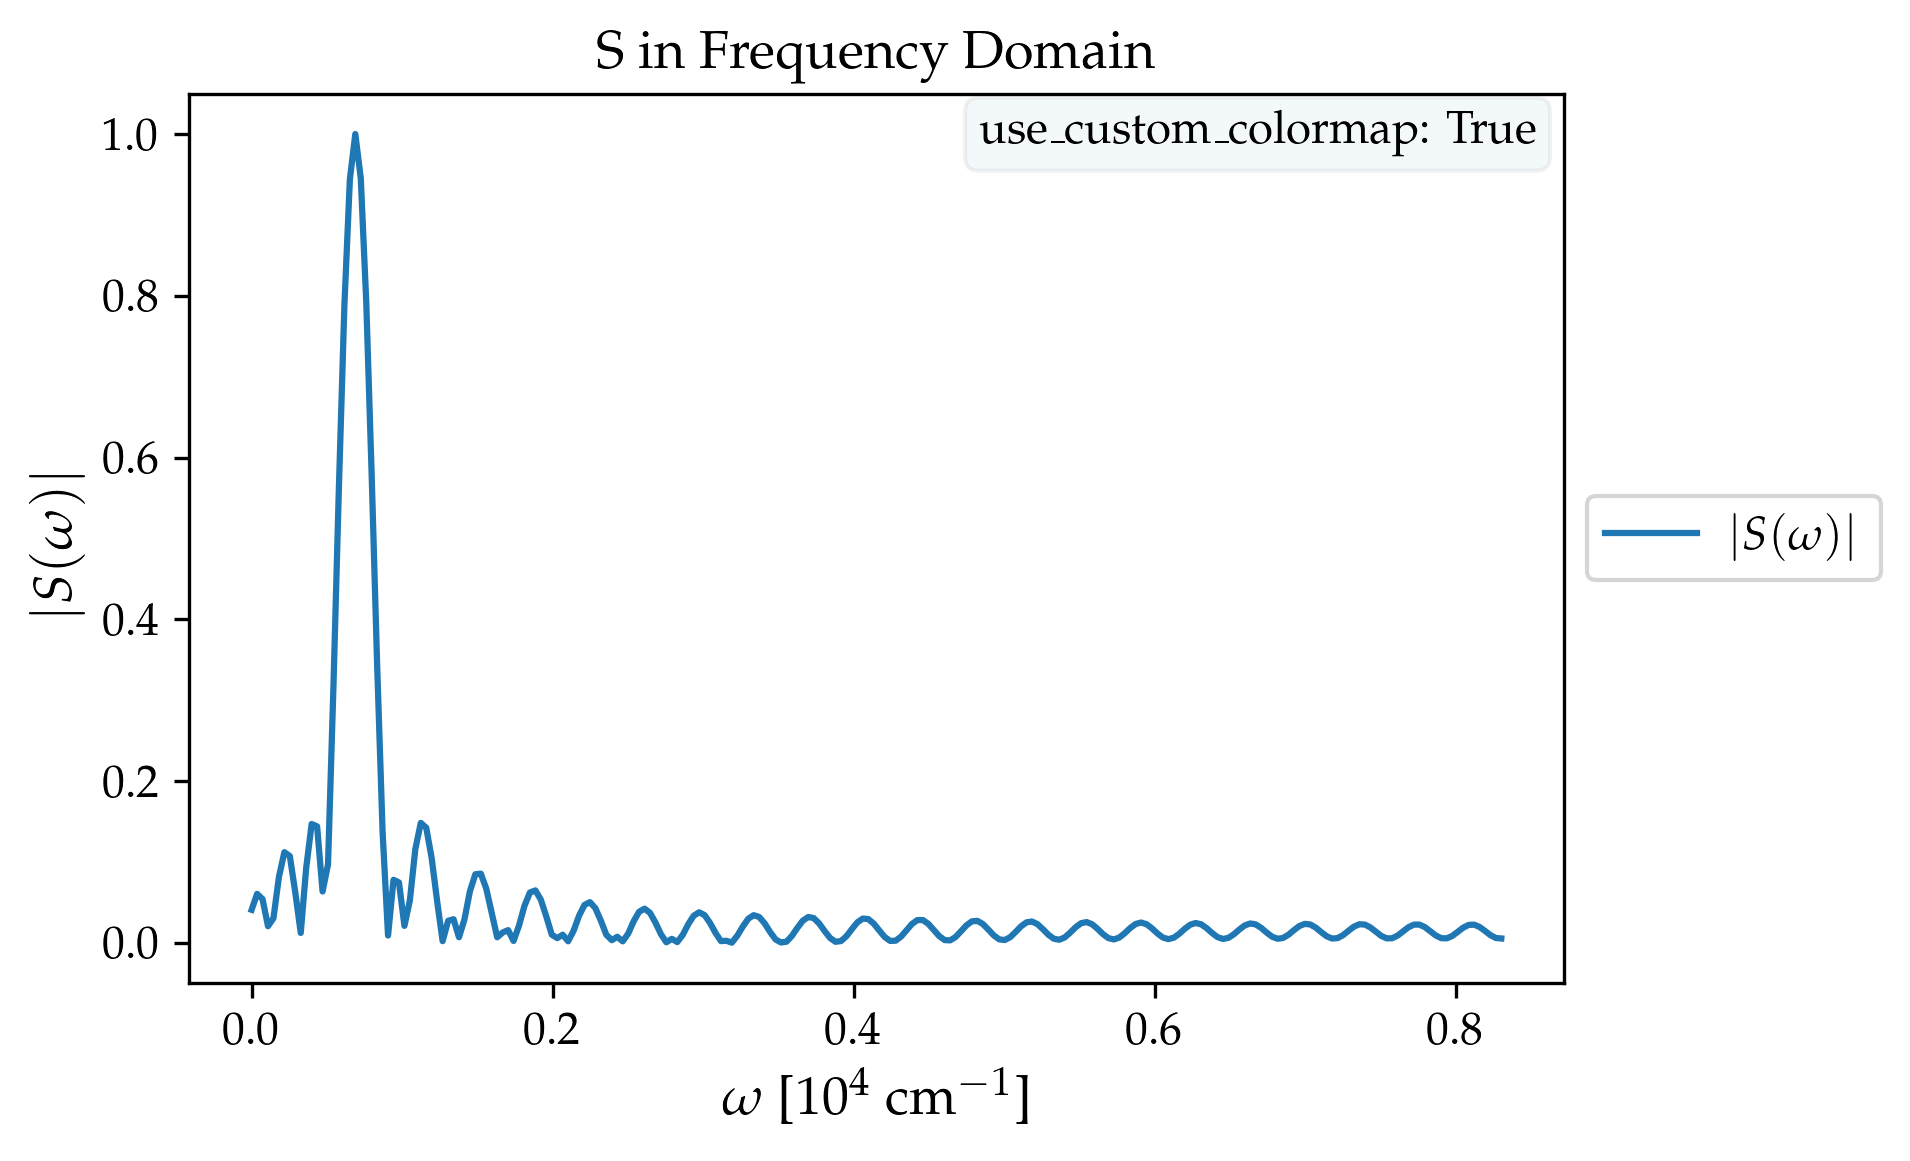 S in Frequency Domain
use_custom_colormap: True
|S(ω)|
1.0
0.8
0.6
0.4
0.2
0.0
0.0 0.2 0.4 0.6 0.8
ω [10⁴ cm⁻¹]
|S(ω)|